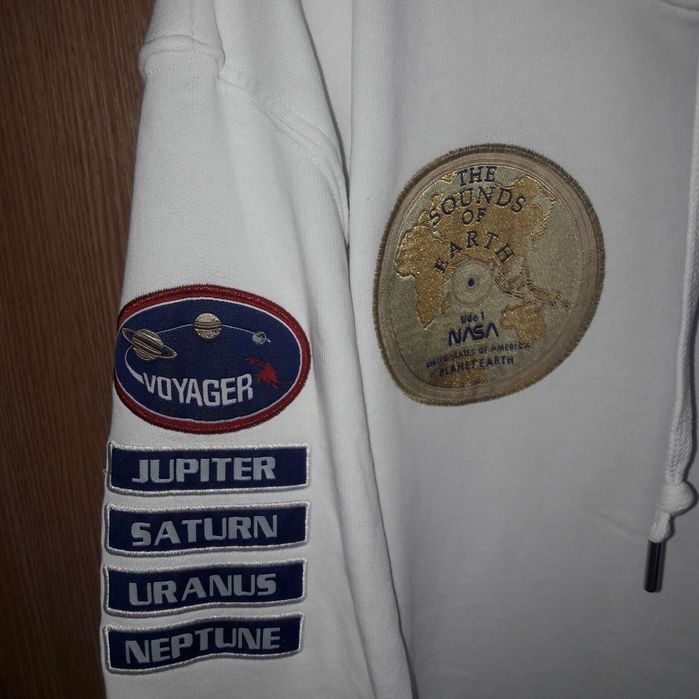 THE
SOUNDS
OF
EARTH
Side 1
NASA
UNITED STATES OF AMERICA
PLANET EARTH
VOYAGER
JUPITER
SATURN
URANUS
NEPTUNE